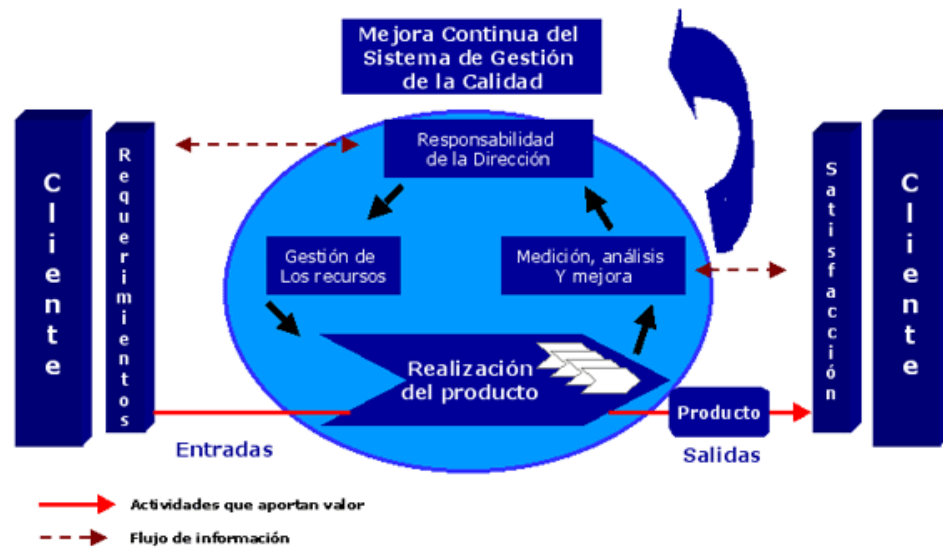 Mejora Continua del
Sistema de Gestión
de la Calidad
Cliente
Requerimientos
Responsabilidad
de la Dirección
Gestión de
Los recursos
Medición, análisis
Y mejora
Satisfacción
Cliente
Realización
del producto
Producto
Entradas
Salidas
Actividades que aportan valor
Flujo de información